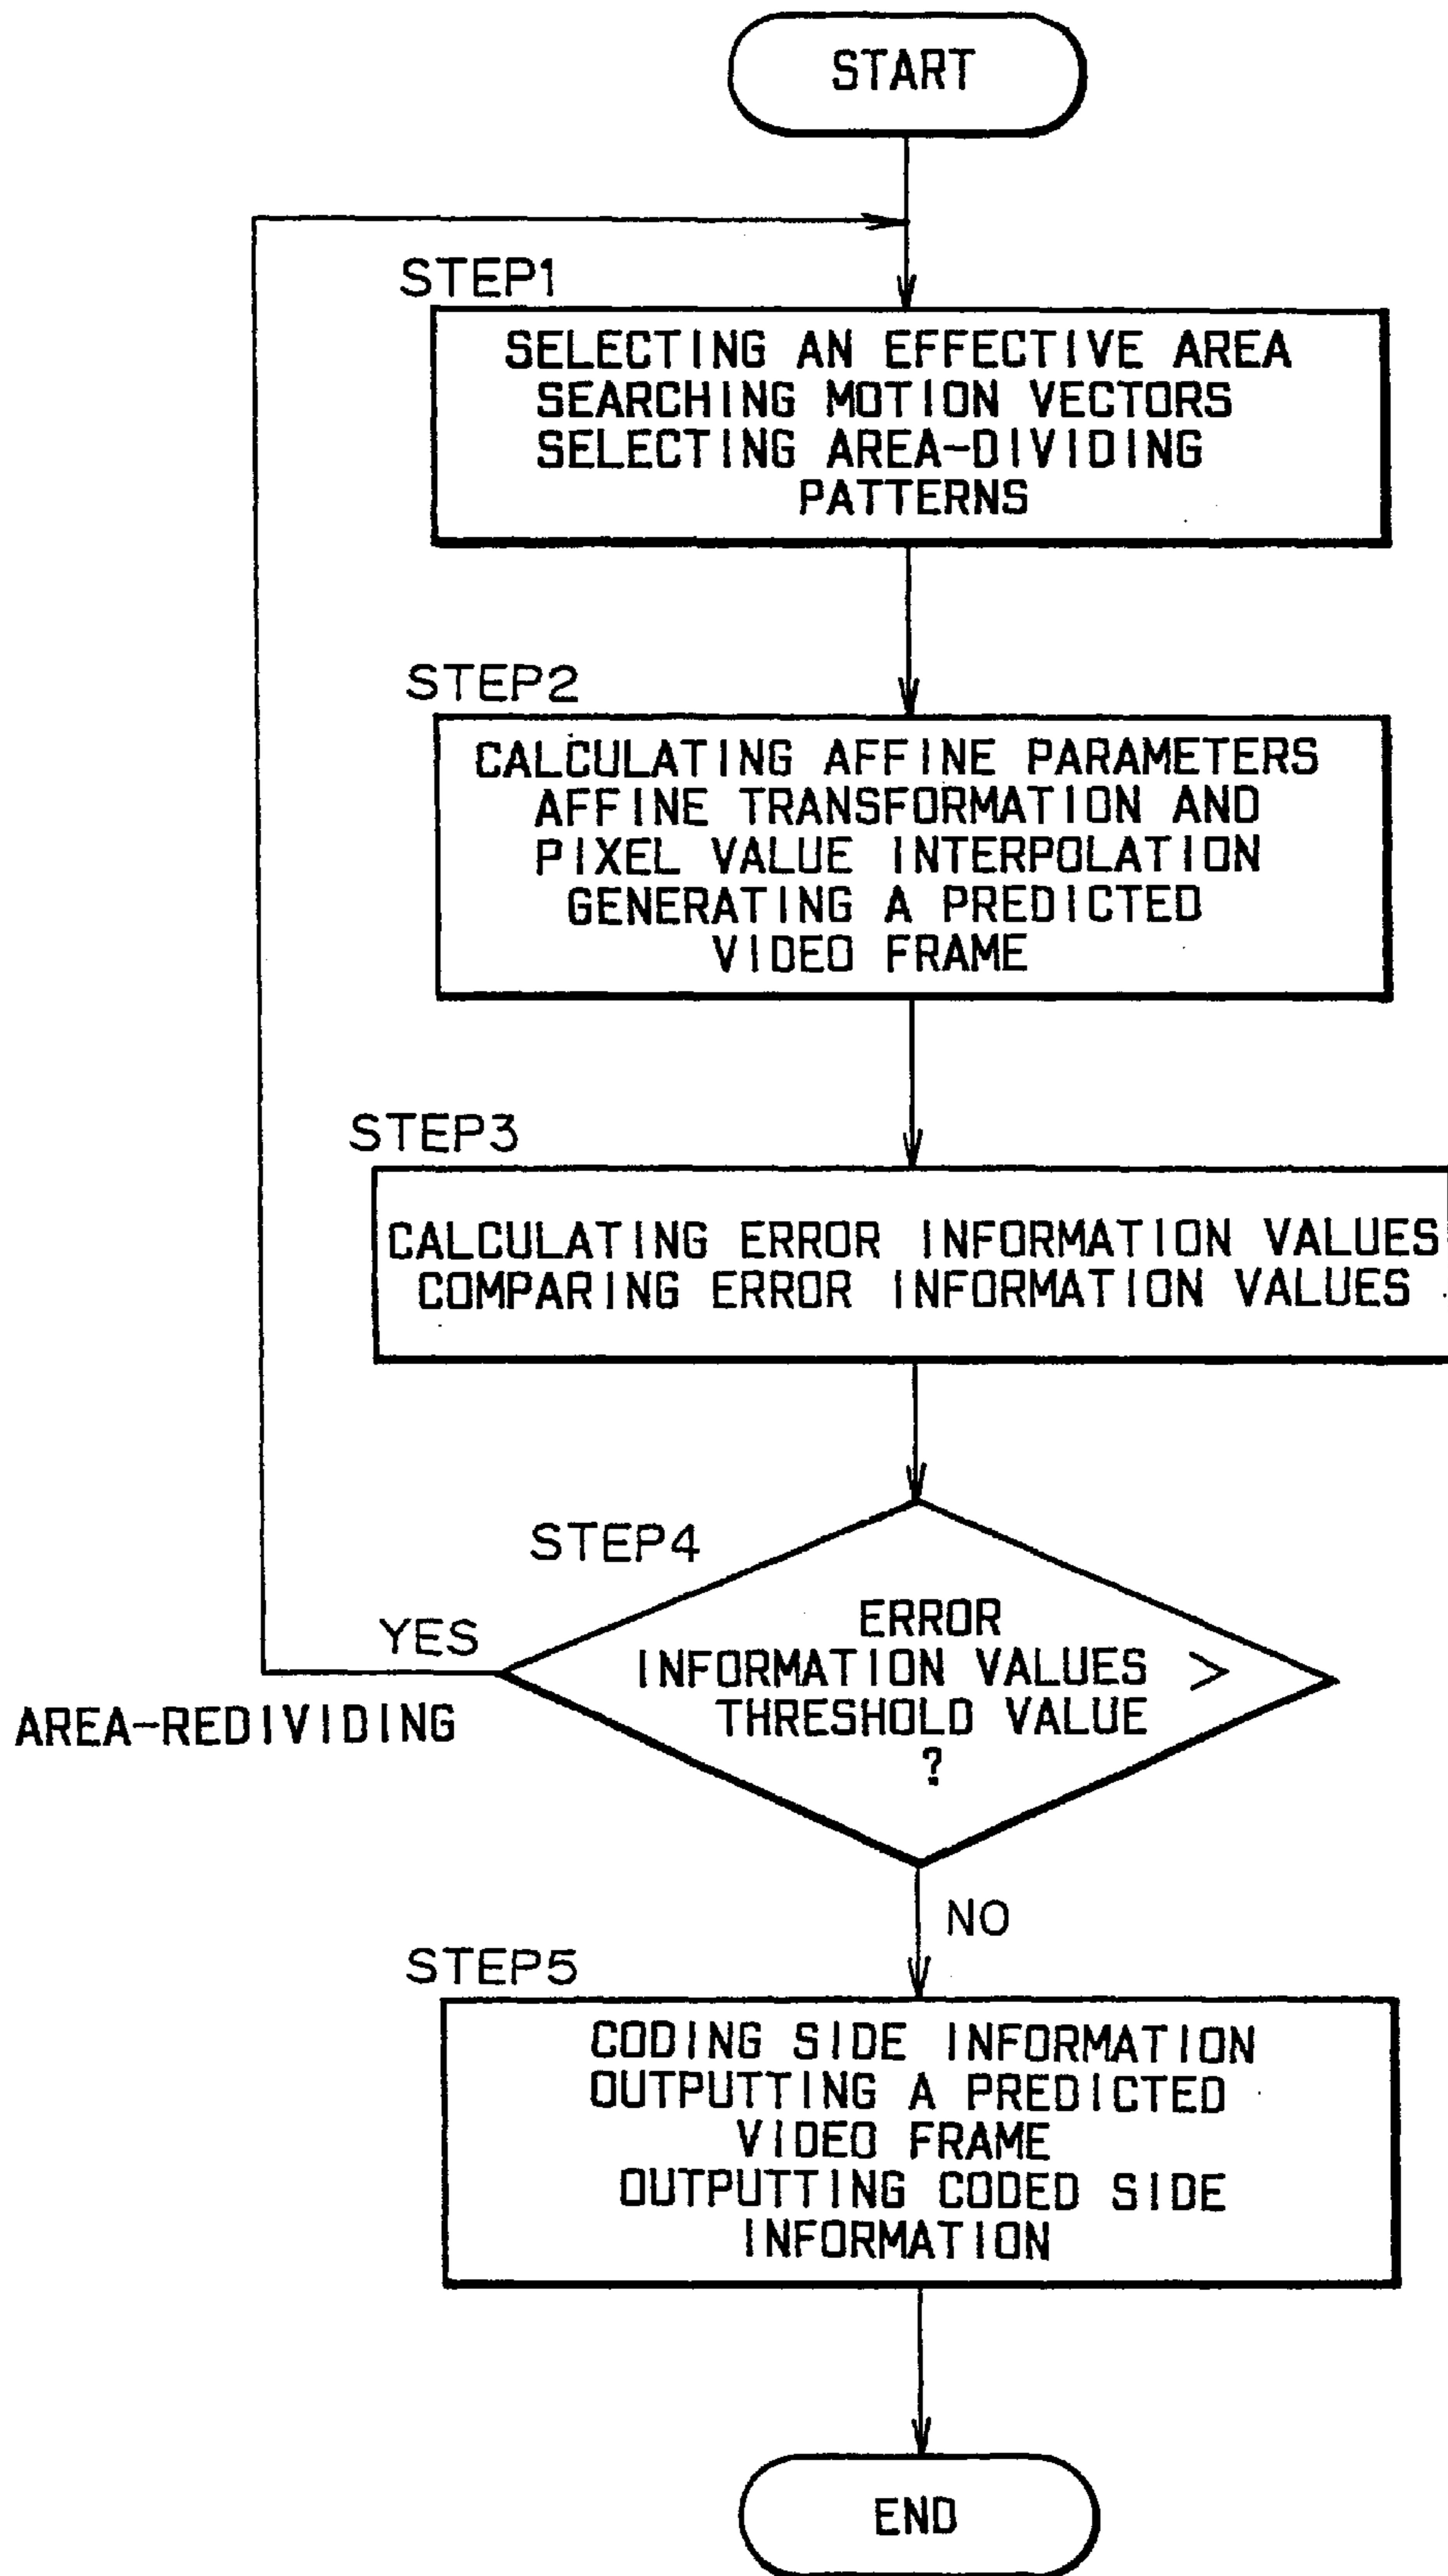 START
STEP1
SELECTING AN EFFECTIVE AREA
SEARCHING MOTION VECTORS
SELECTING AREA-DIVIDING
PATTERNS
STEP2
CALCULATING AFFINE PARAMETERS
AFFINE TRANSFORMATION AND
PIXEL VALUE INTERPOLATION
GENERATING A PREDICTED
VIDEO FRAME
STEP3
CALCULATING ERROR INFORMATION VALUES
COMPARING ERROR INFORMATION VALUES
STEP4
ERROR
INFORMATION VALUES >
THRESHOLD VALUE
?
YES
AREA-REDIVIDING
NO
STEP5
CODING SIDE INFORMATION
OUTPUTTING A PREDICTED
VIDEO FRAME
OUTPUTTING CODED SIDE
INFORMATION
END